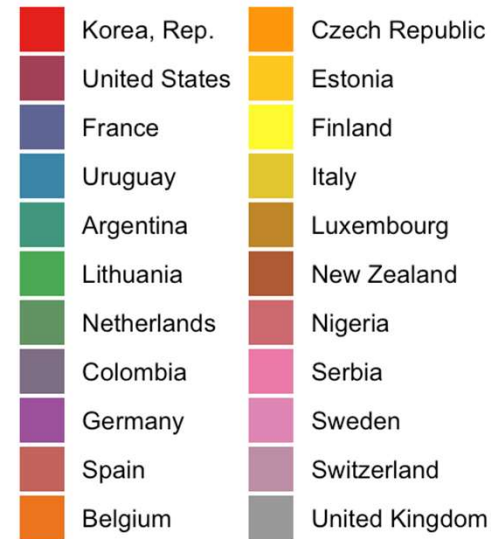 Korea, Rep.
United States
France
Uruguay
Argentina
Lithuania
Netherlands
Colombia
Germany
Spain
Belgium
Czech Republic
Estonia
Finland
Italy
Luxembourg
New Zealand
Nigeria
Serbia
Sweden
Switzerland
United Kingdom